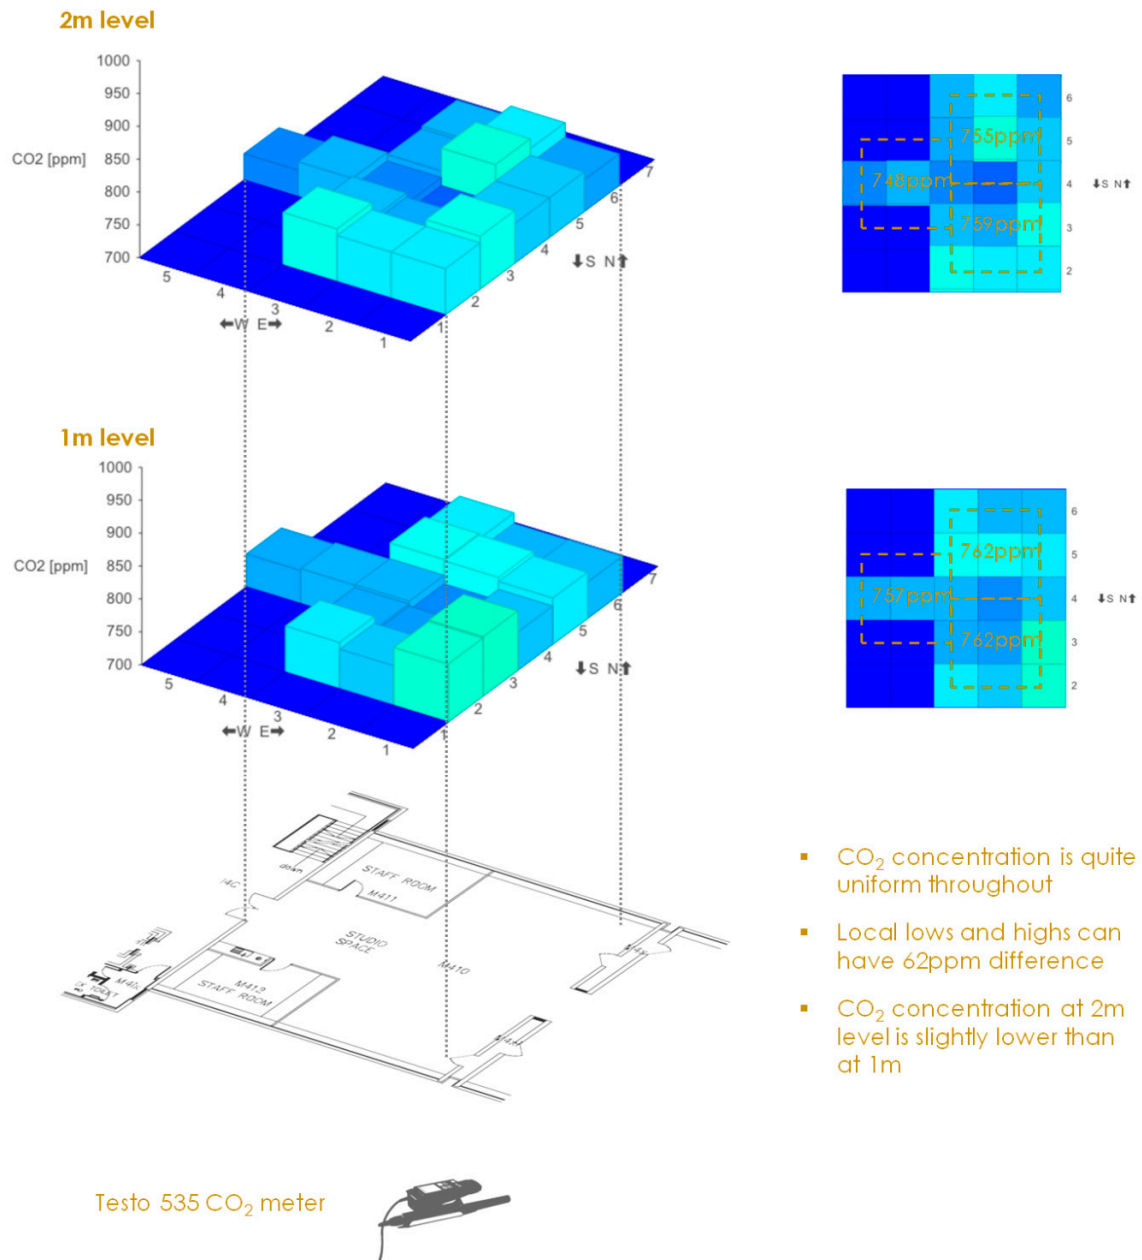 2m level
1000
950
900
CO2 [ppm] 850
800
750
700
5
4
3
2
1
←W E→
1
2
3
4
5
6
7
↓S N↑
755ppm
748ppm
759ppm
6
5
4
3
2
↓S N↑
1m level
1000
950
900
CO2 [ppm] 850
800
750
700
5
4
3
2
1
←W E→
1
2
3
4
5
6
7
↓S N↑
762ppm
757ppm
762ppm
6
5
4
3
2
↓S N↑
down
STAFF ROOM
M411
STUDIO
SPACE
M410
M412
STAFF ROOM
▪ CO₂ concentration is quite
uniform throughout
▪ Local lows and highs can
have 62ppm difference
▪ CO₂ concentration at 2m
level is slightly lower than
at 1m
Testo 535 CO₂ meter